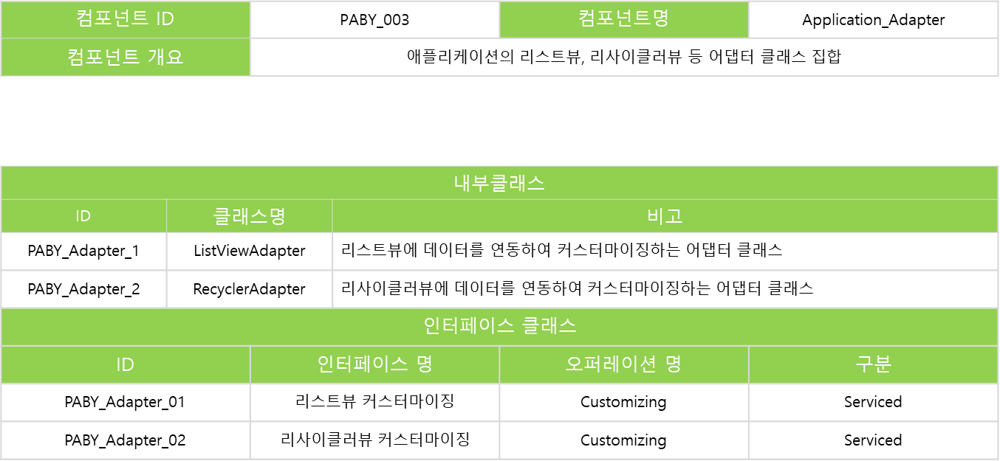 컴포넌트 ID PABY_003 컴포넌트명 Application_Adapter
컴포넌트 개요 애플리케이션의 리스트뷰, 리사이클러뷰 등 어댑터 클래스 집합
내부클래스
ID 클래스명 비고
PABY_Adapter_1 ListViewAdapter 리스트뷰에 데이터를 연동하여 커스터마이징하는 어댑터 클래스
PABY_Adapter_2 RecyclerAdapter 리사이클러뷰에 데이터를 연동하여 커스터마이징하는 어댑터 클래스
인터페이스 클래스
ID 인터페이스 명 오퍼레이션 명 구분
PABY_Adapter_01 리스트뷰 커스터마이징 Customizing Serviced
PABY_Adapter_02 리사이클러뷰 커스터마이징 Customizing Serviced